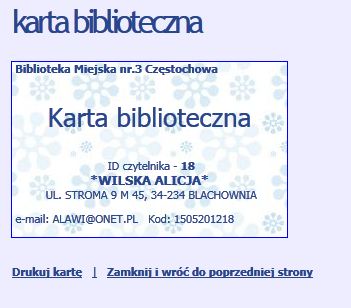 karta biblioteczna
Biblioteka Miejska nr.3 Częstochowa
Karta biblioteczna
ID czytelnika - 18
*WILSKA ALICJA*
UL. STROMA 9 M 45, 34-234 BLACHOWNIA
e-mail: ALAWI@ONET.PL Kod: 1505201218
Drukuj kartę | Zamknij i wróć do poprzedniej strony